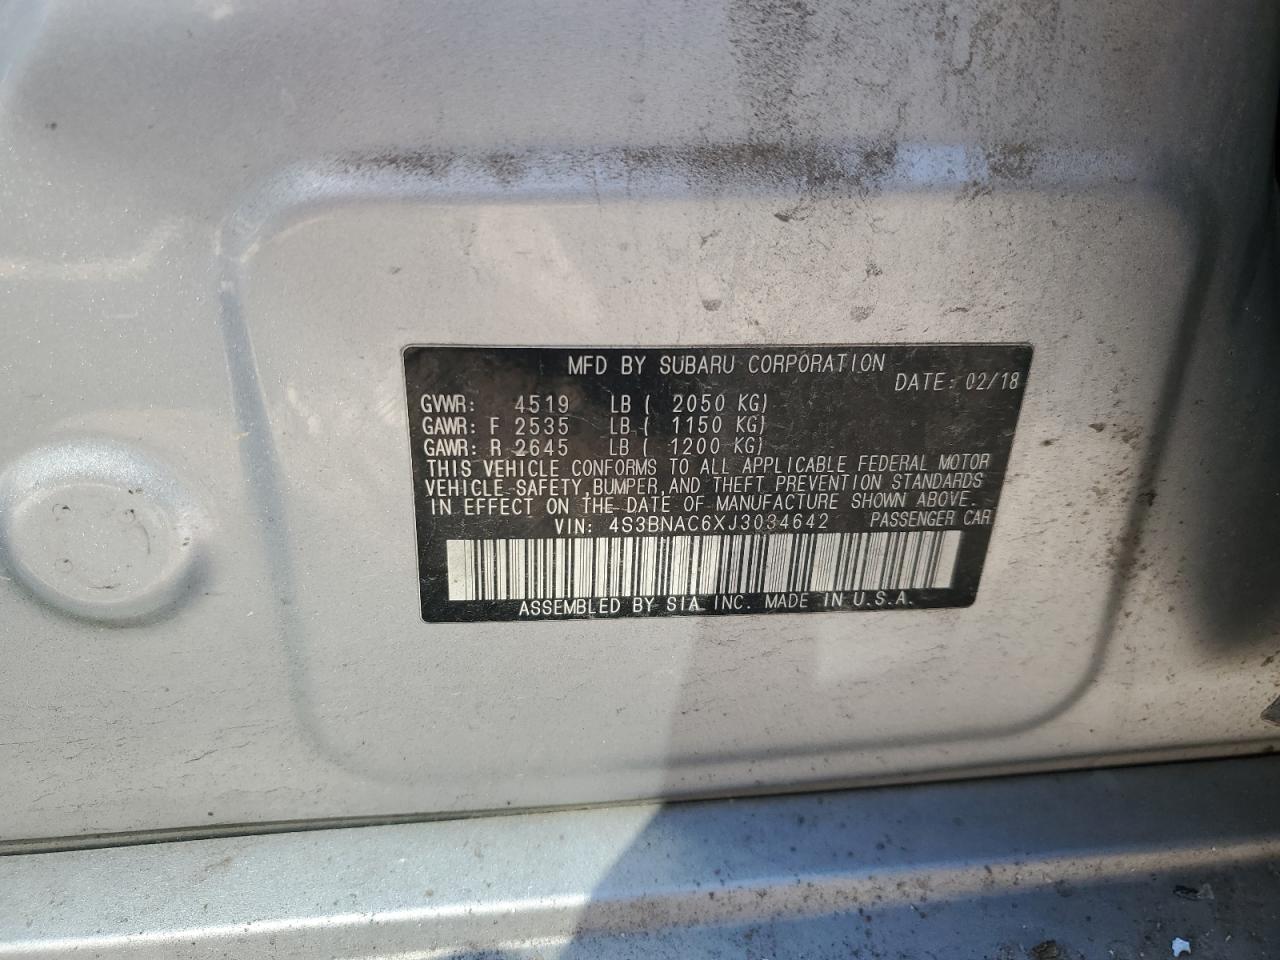 MFD BY SUBARU CORPORATION
DATE: 02/18
GVWR: 4519 LB ( 2050 KG)
GAWR: F 2535 LB ( 1150 KG)
GAWR: R 2645 LB ( 1200 KG)
THIS VEHICLE CONFORMS TO ALL APPLICABLE FEDERAL MOTOR
VEHICLE SAFETY, BUMPER, AND THEFT PREVENTION STANDARDS
IN EFFECT ON THE DATE OF MANUFACTURE SHOWN ABOVE.
VIN: 4S3BNAC6XJ3034642 PASSENGER CAR
ASSEMBLED BY SIA, INC. MADE IN U.S.A.